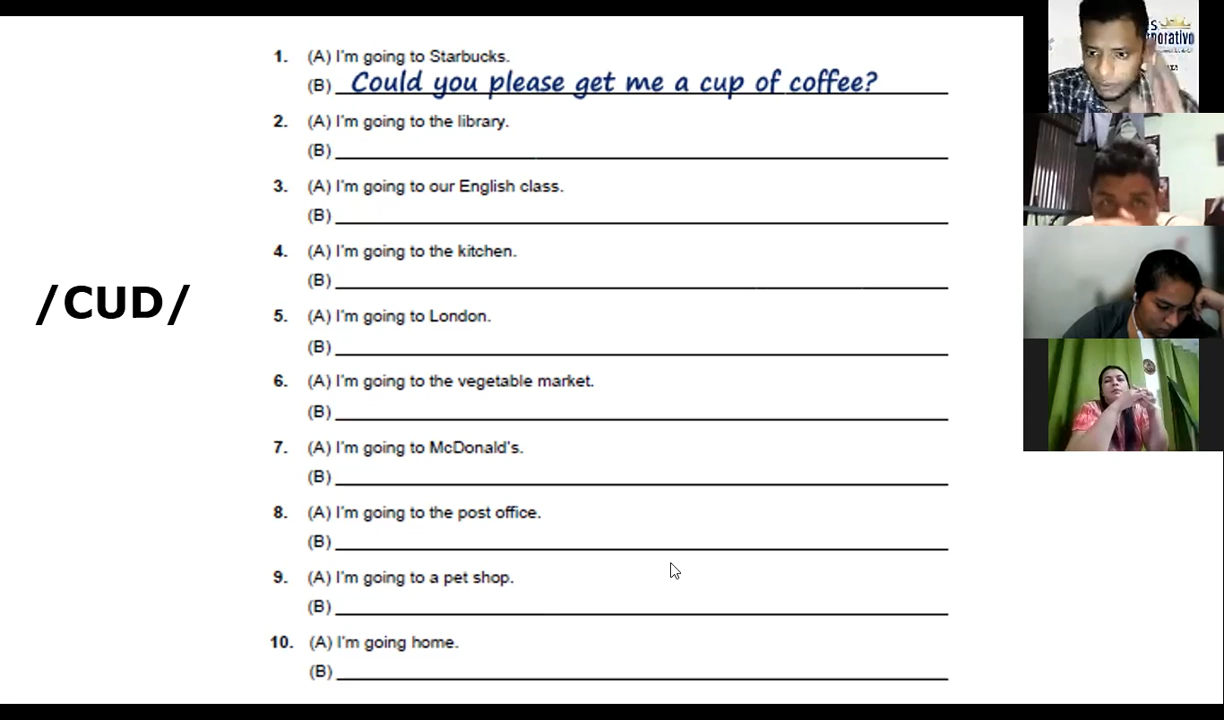 1. (A) I'm going to Starbucks.
(B) Could you please get me a cup of coffee?
2. (A) I'm going to the library.
(B)
3. (A) I'm going to our English class.
(B)
4. (A) I'm going to the kitchen.
(B)
/CUD/
5. (A) I'm going to London.
(B)
6. (A) I'm going to the vegetable market.
(B)
7. (A) I'm going to McDonald's.
(B)
8. (A) I'm going to the post office.
(B)
9. (A) I'm going to a pet shop.
(B)
10. (A) I'm going home.
(B)